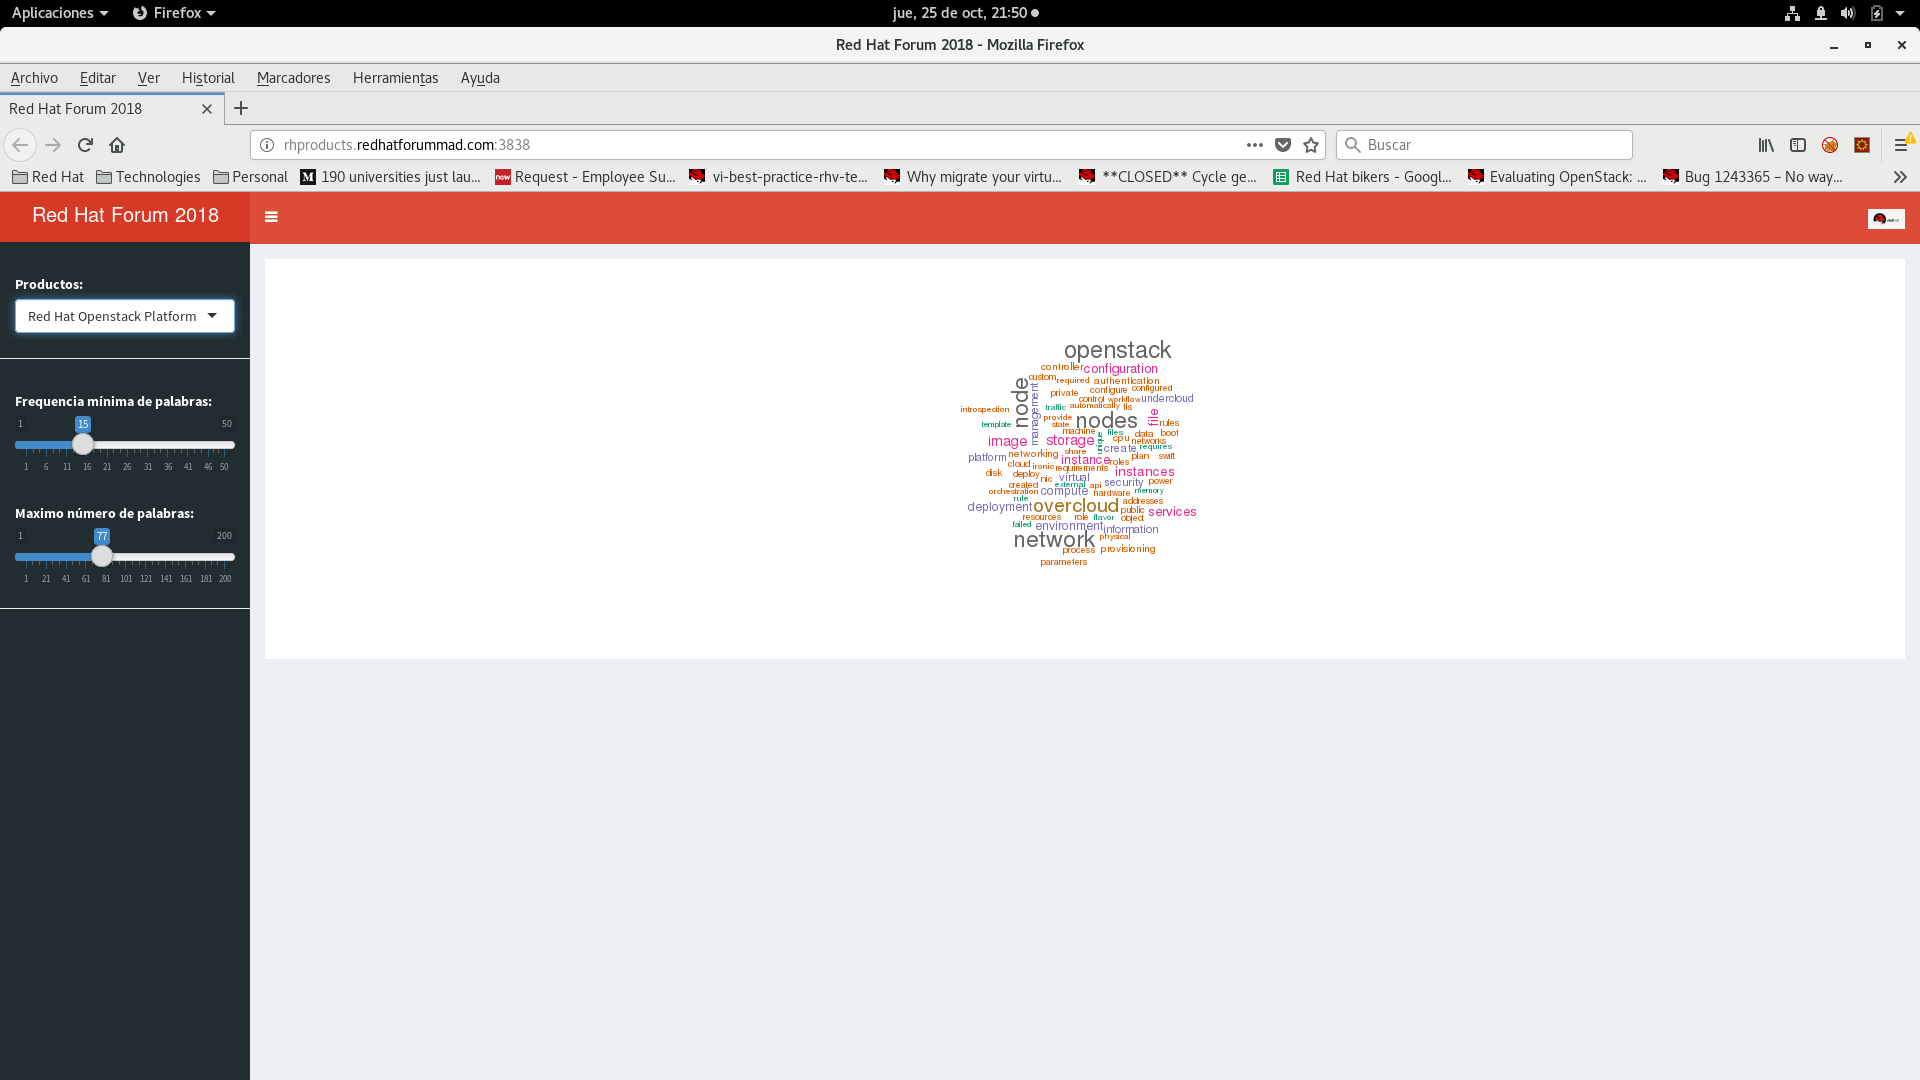 Aplicaciones Firefox jue, 25 de oct, 21:50
Red Hat Forum 2018 - Mozilla Firefox
Archivo Editar Ver Historial Marcadores Herramientas Ayuda
Red Hat Forum 2018
rhproducts.redhatforummad.com:3838 Buscar
Red Hat Technologies Personal 190 universities just lau... Request - Employee Su... vi-best-practice-rhv-te... Why migrate your virtu... **CLOSED** Cycle ge... Red Hat bikers - Googl... Evaluating OpenStack: ... Bug 1243365 – No way...
Red Hat Forum 2018
Productos:
Red Hat Openstack Platform
Frequencia mínima de palabras:
1 15 50
1 6 11 16 21 26 31 36 41 46 50
Maximo número de palabras:
1 77 200
1 21 41 61 81 101 121 141 161 181 200
openstack
controller configuration
custom required authentication
node management private configure configured
control workflow undercloud
introspection traffic automatically tls
template provide nodes file rules
state
machine files data boot
image storage cpu networks
create requires
platform networking share plan swift
cloud ironic instance roles
disk deploy requirements instances
nic virtual
created external api security power
orchestration compute hardware memory
rule addresses
deployment overcloud public services
resources role flavor object
failed environment information
network physical
process provisioning
parameters